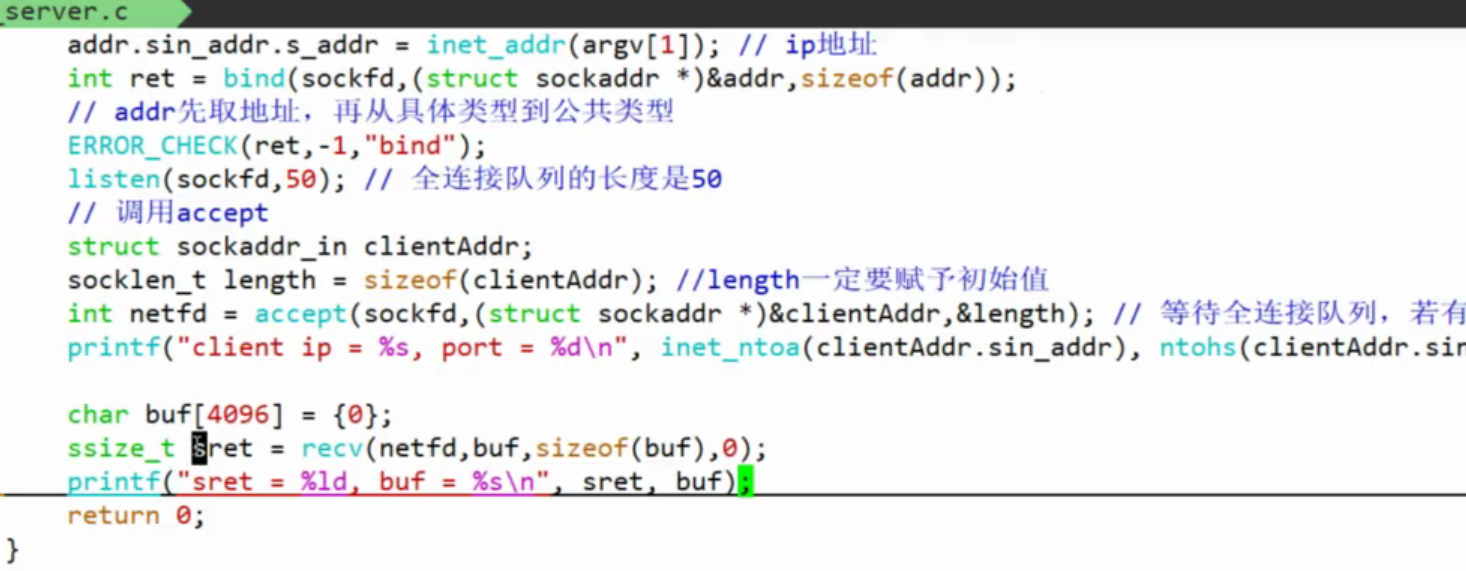 _server.c
addr.sin_addr.s_addr = inet_addr(argv[1]); // ip地址
int ret = bind(sockfd,(struct sockaddr *)&addr,sizeof(addr));
// addr先取地址，再从具体类型到公共类型
ERROR_CHECK(ret,-1,"bind");
listen(sockfd,50); // 全连接队列的长度是50
// 调用accept
struct sockaddr_in clientAddr;
socklen_t length = sizeof(clientAddr); //length一定要赋予初始值
int netfd = accept(sockfd,(struct sockaddr *)&clientAddr,&length); // 等待全连接队列，若有
printf("client ip = %s, port = %d\n", inet_ntoa(clientAddr.sin_addr), ntohs(clientAddr.sin
char buf[4096] = {0};
ssize_t sret = recv(netfd,buf,sizeof(buf),0);
printf("sret = %ld, buf = %s\n", sret, buf);
return 0;
}